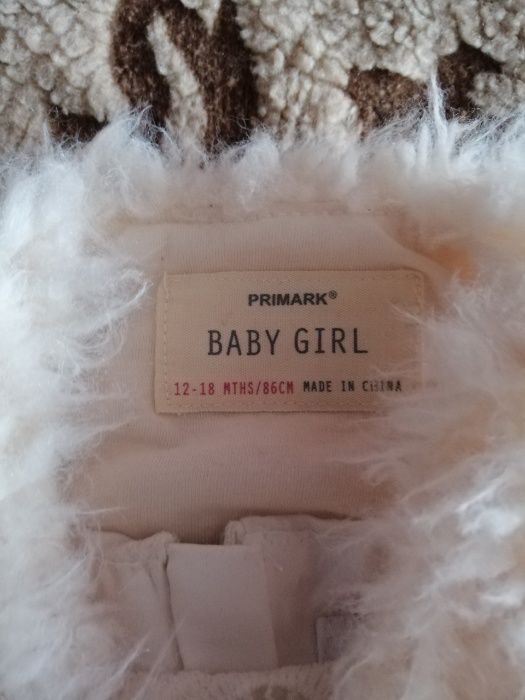 PRIMARK®
BABY GIRL
12-18 MTHS/86CM MADE IN CHINA